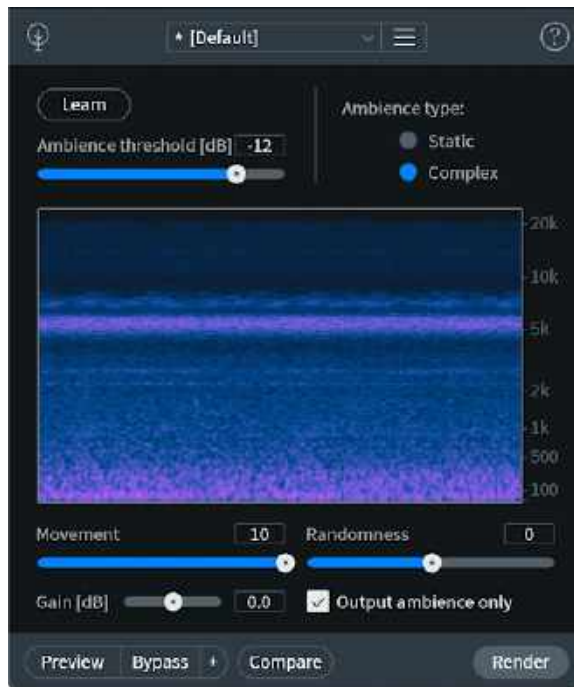 * [Default]
?
Learn
Ambience type:
Ambience threshold [dB] -12
Static
Complex
20k
10k
5k
2k
1k
500
100
Movement 10 Randomness 0
Gain [dB] 0.0 Output ambience only
Preview Bypass + Compare Render